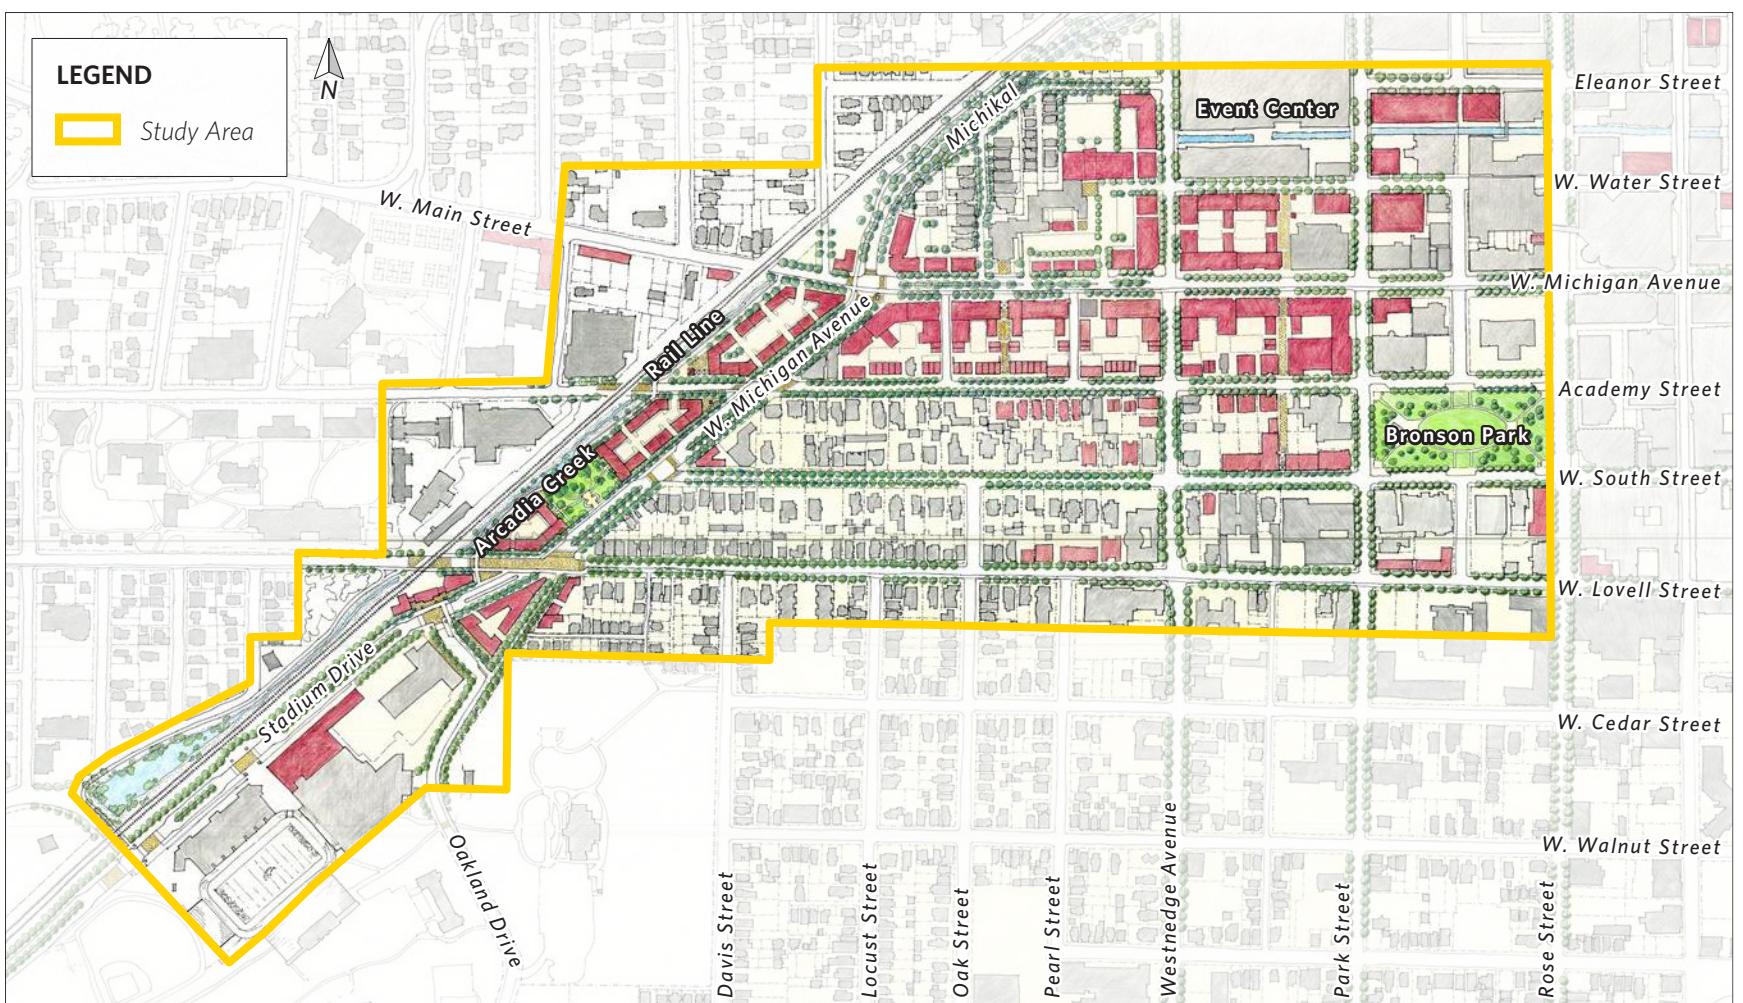 LEGEND
Study Area
N
Eleanor Street
Michikal
Event Center
W. Water Street
W. Main Street
W. Michigan Avenue
Rail Line
W. Michigan Avenue
Academy Street
Bronson Park
Arcadia Creek
W. South Street
W. Lovell Street
Stadium Drive
W. Cedar Street
W. Walnut Street
Oakland Drive
Davis Street
Locust Street
Oak Street
Pearl Street
Westnedge Avenue
Park Street
Rose Street